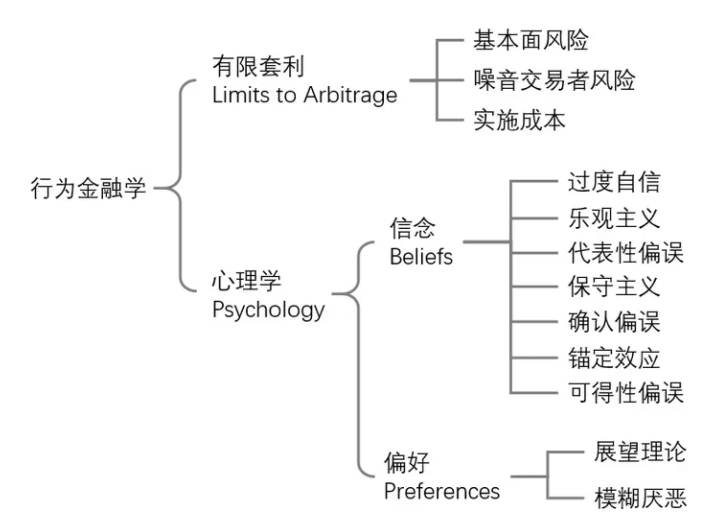 行为金融学
有限套利
Limits to Arbitrage
基本面风险
噪音交易者风险
实施成本
心理学
Psychology
信念
Beliefs
过度自信
乐观主义
代表性偏误
保守主义
确认偏误
锚定效应
可得性偏误
偏好
Preferences
展望理论
模糊厌恶